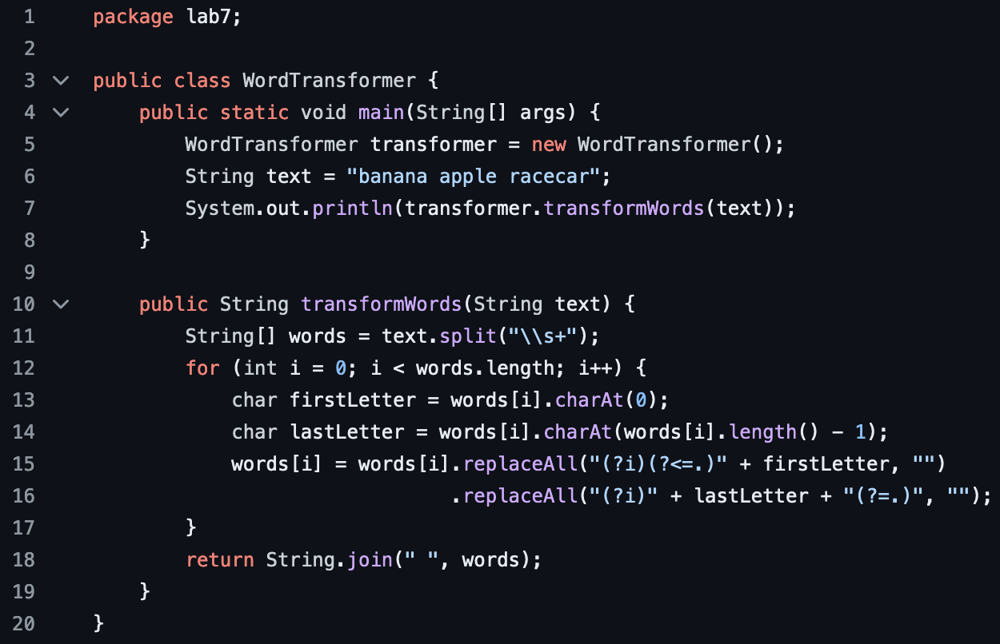 1 package lab7;
2
3 public class WordTransformer {
4     public static void main(String[] args) {
5         WordTransformer transformer = new WordTransformer();
6         String text = "banana apple racecar";
7         System.out.println(transformer.transformWords(text));
8     }
9
10     public String transformWords(String text) {
11         String[] words = text.split("\\s+");
12         for (int i = 0; i < words.length; i++) {
13             char firstLetter = words[i].charAt(0);
14             char lastLetter = words[i].charAt(words[i].length() - 1);
15             words[i] = words[i].replaceAll("(?i)(?<=.)" + firstLetter, "")
16                                .replaceAll("(?i)" + lastLetter + "(?=.)", "");
17         }
18         return String.join(" ", words);
19     }
20 }